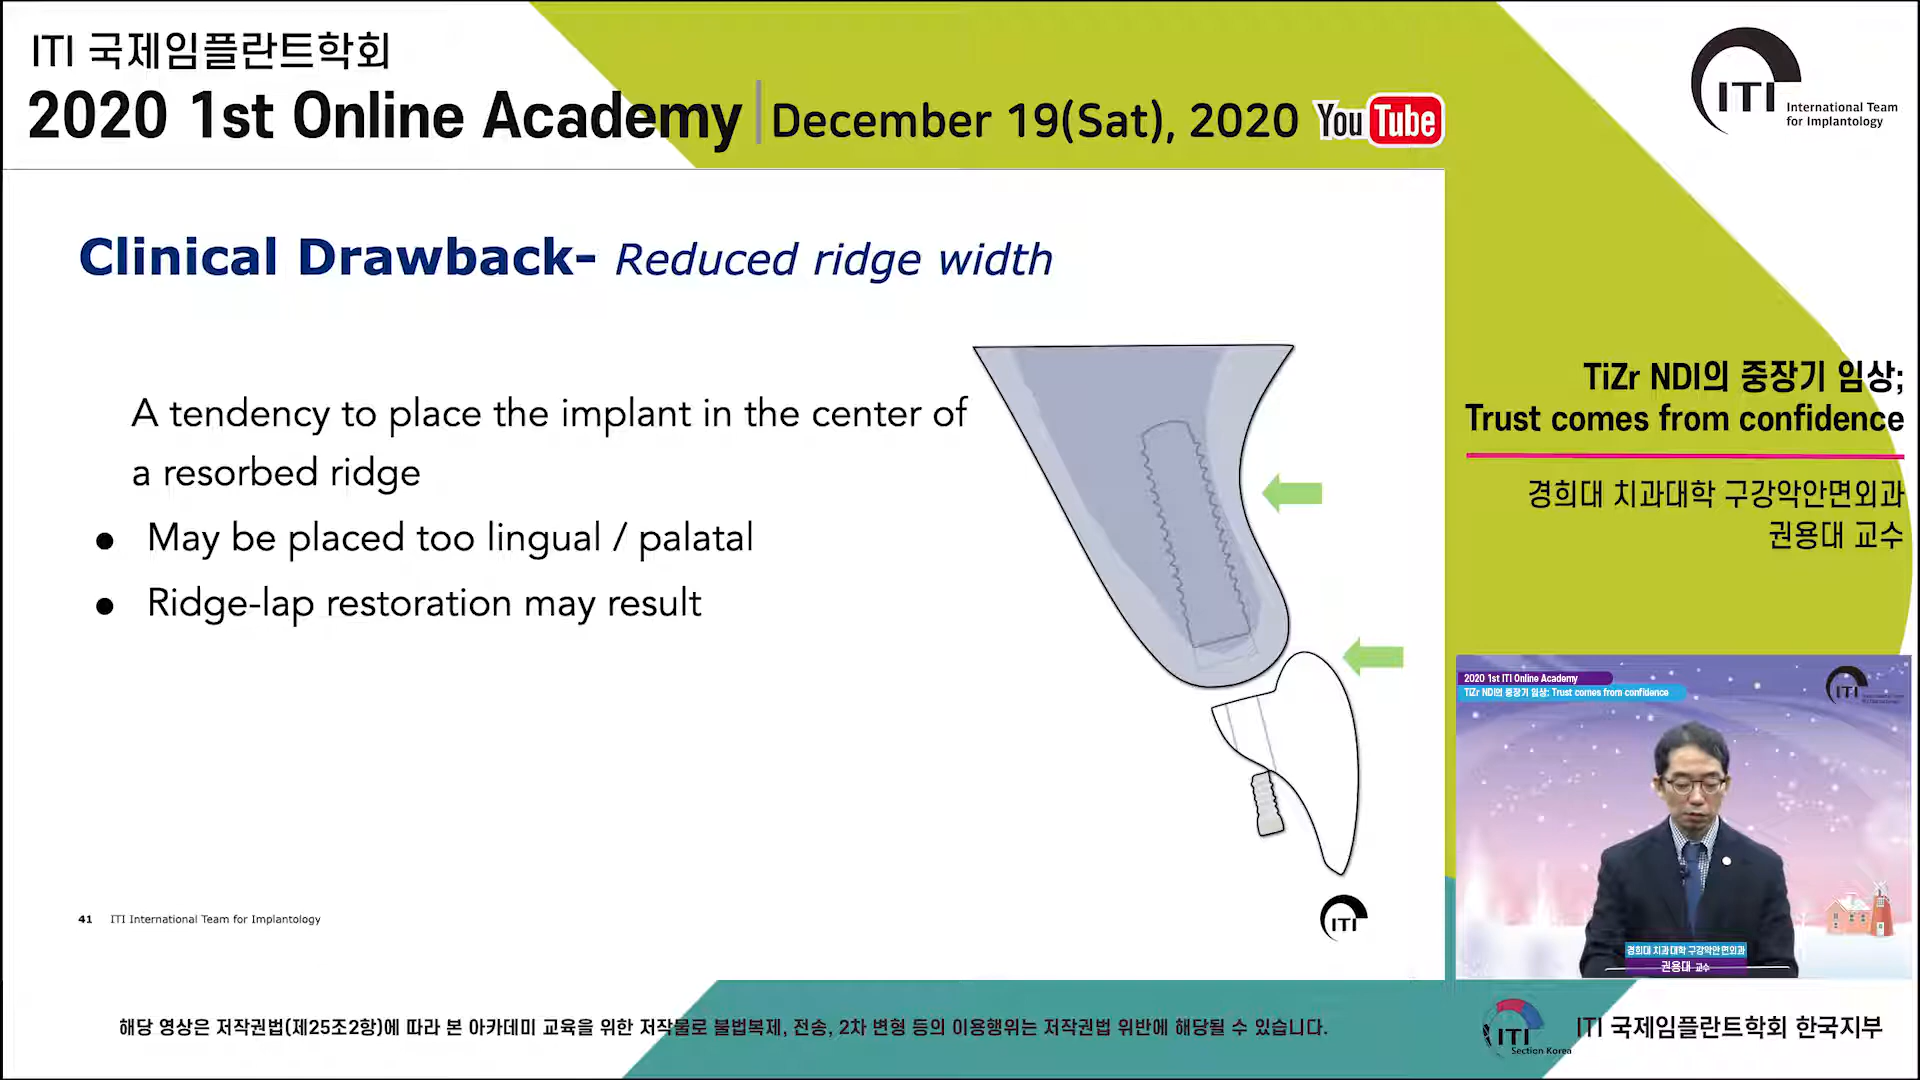 ITI 국제임플란트학회
2020 1st Online Academy
December 19(Sat), 2020 YouTube
ITI
International Team
for Implantology
Clinical Drawback- Reduced ridge width
A tendency to place the implant in the center of
a resorbed ridge
● May be placed too lingual / palatal
● Ridge-lap restoration may result
41 ITI International Team for Implantology
ITI
TiZr NDI의 중장기 임상;
Trust comes from confidence
경희대 치과대학 구강악안면외과
권용대 교수
2020 1st ITI Online Academy
TiZr NDI의 중장기 임상: Trust comes from confidence
ITI
경희대 치과대학 구강악안면외과
권용대 교수
해당 영상은 저작권법(제25조2항)에 따라 본 아카데미 교육을 위한 저작물로 불법복제, 전송, 2차 변형 등의 이용행위는 저작권법 위반에 해당될 수 있습니다.
ITI
Section Korea
ITI 국제임플란트학회 한국지부